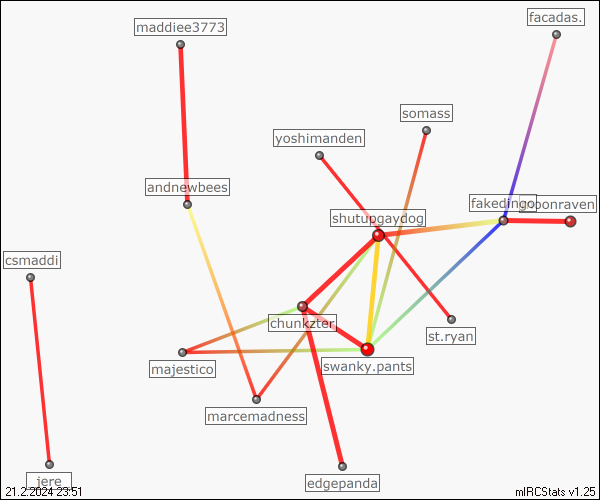 facadas.
maddiee3773
somass
yoshimanden
andnewbees
fakedingo
moonraven
shutupgaydog
csmaddi
chunkzter
st.ryan
swanky.pants
majestico
marcemadness
jere
edgepanda
21.2.2024 23:51
mIRCStats v1.25